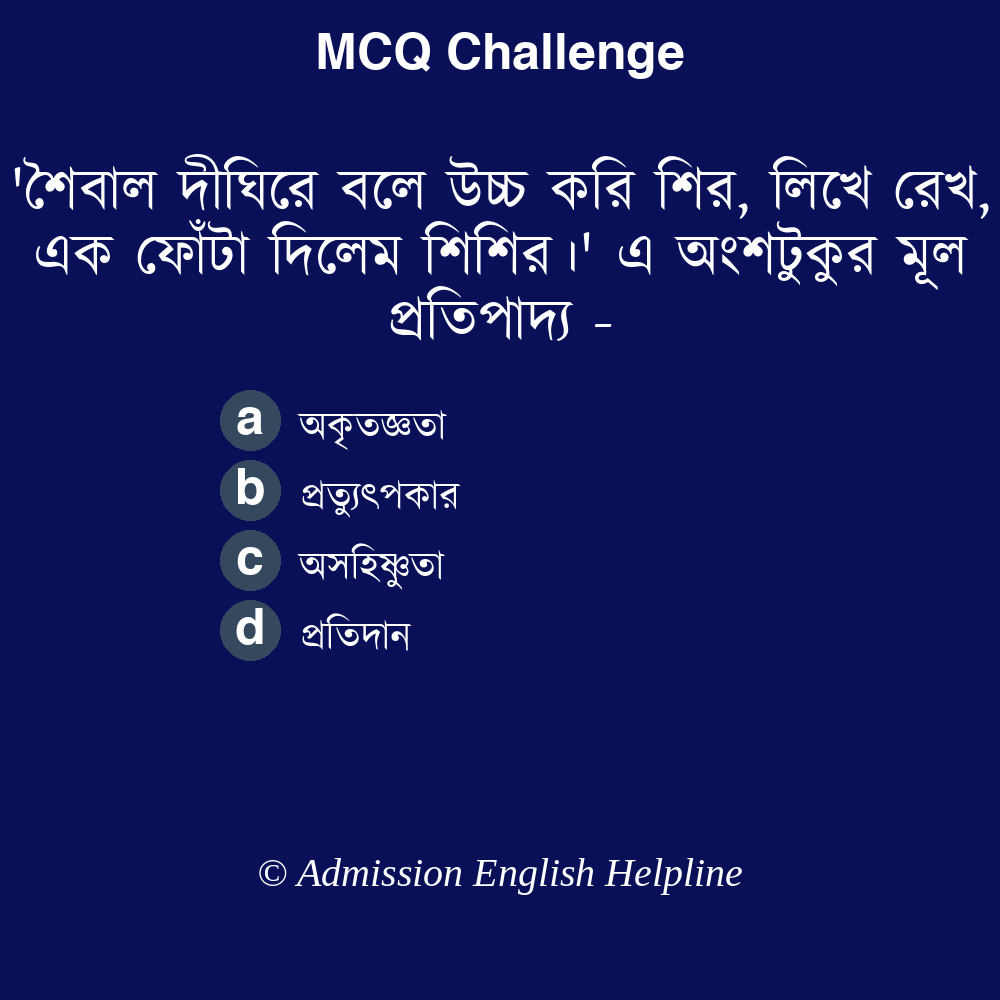 MCQ Challenge
'শৈবাল দীঘিরে বলে উচ্চ করি শির, লিখে রেখ,
এক ফোঁটা দিলেম শিশির।' এ অংশটুকুর মূল
প্রতিপাদ্য -
a অকৃতজ্ঞতা
b প্রত্যুৎপকার
c অসহিষ্ণুতা
d প্রতিদান
© Admission English Helpline